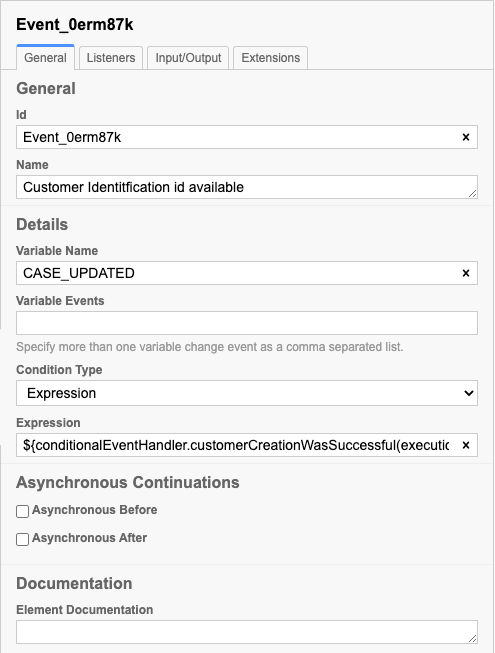 Event_0erm87k
General Listeners Input/Output Extensions
General
Id
Event_0erm87k ×
Name
Customer Identitfication id available
Details
Variable Name
CASE_UPDATED ×
Variable Events
Specify more than one variable change event as a comma separated list.
Condition Type
Expression
Expression
${conditionalEventHandler.customerCreationWasSuccessful(executic ×
Asynchronous Continuations
Asynchronous Before
Asynchronous After
Documentation
Element Documentation